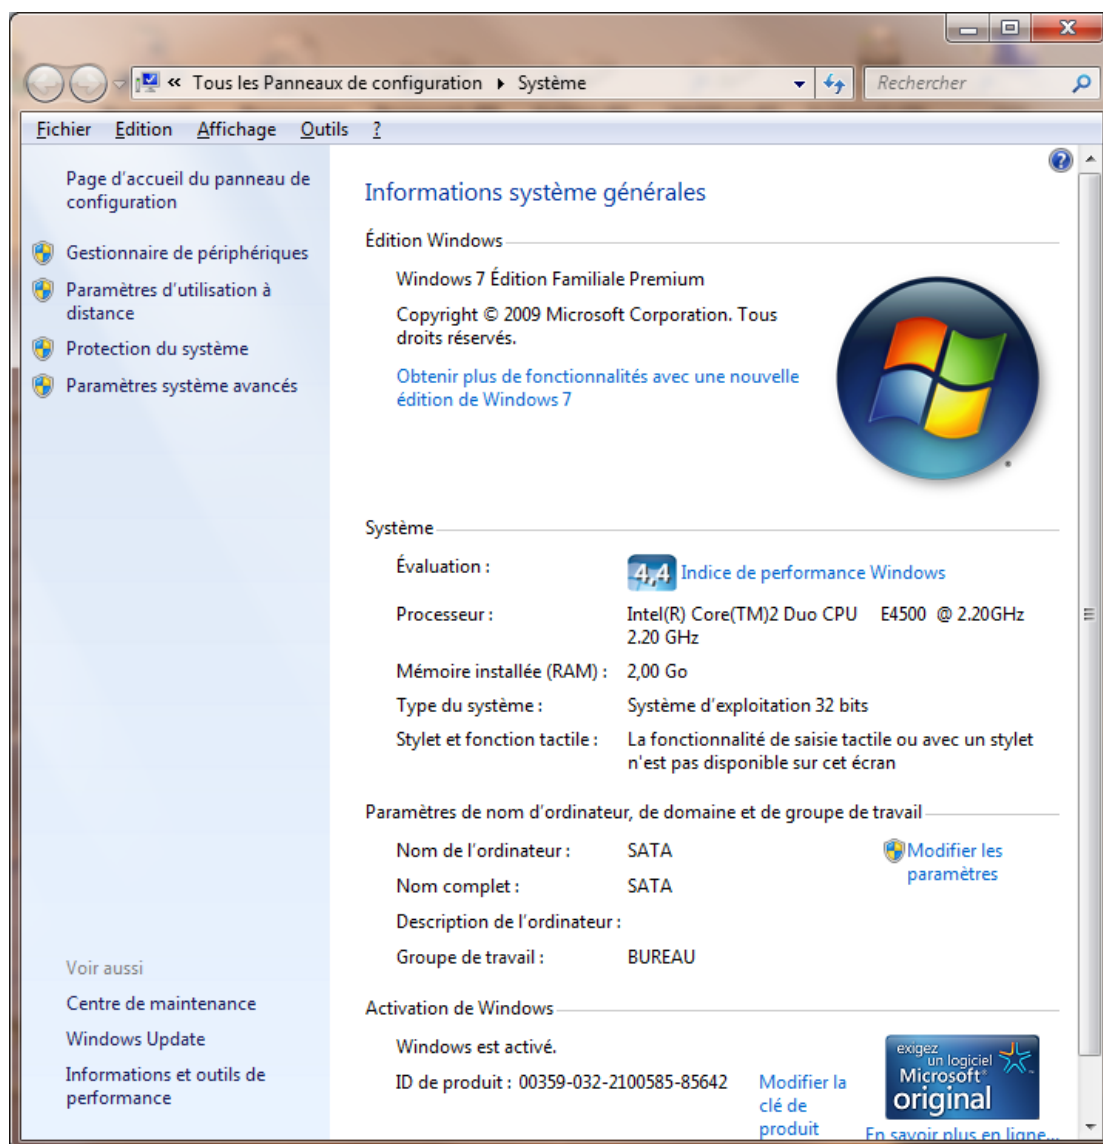 « Tous les Panneaux de configuration ▸ Système
Rechercher
Fichier Edition Affichage Outils ?
Page d'accueil du panneau de
configuration
Gestionnaire de périphériques
Paramètres d'utilisation à
distance
Protection du système
Paramètres système avancés
Voir aussi
Centre de maintenance
Windows Update
Informations et outils de
performance
Informations système générales
Édition Windows
Windows 7 Édition Familiale Premium
Copyright © 2009 Microsoft Corporation. Tous
droits réservés.
Obtenir plus de fonctionnalités avec une nouvelle
édition de Windows 7
Système
Évaluation :
4,4 Indice de performance Windows
Processeur :
Intel(R) Core(TM)2 Duo CPU E4500 @ 2.20GHz
2.20 GHz
Mémoire installée (RAM) :
2,00 Go
Type du système :
Système d'exploitation 32 bits
Stylet et fonction tactile :
La fonctionnalité de saisie tactile ou avec un stylet
n'est pas disponible sur cet écran
Paramètres de nom d'ordinateur, de domaine et de groupe de travail
Nom de l'ordinateur :
SATA
Modifier les
paramètres
Nom complet :
SATA
Description de l'ordinateur :
Groupe de travail :
BUREAU
Activation de Windows
Windows est activé.
ID de produit : 00359-032-2100585-85642
Modifier la
clé de
produit
exigez
un logiciel
Microsoft®
original
En savoir plus en ligne...